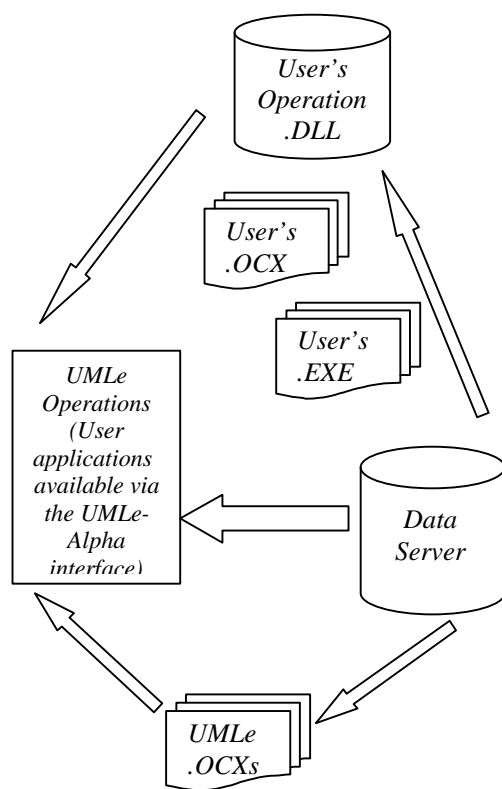 User's
Operation
.DLL
User's
.OCX
User's
.EXE
UMLe
Operations
(User
applications
available via
the UMLe-
Alpha
interface)
Data
Server
UMLe
.OCXs